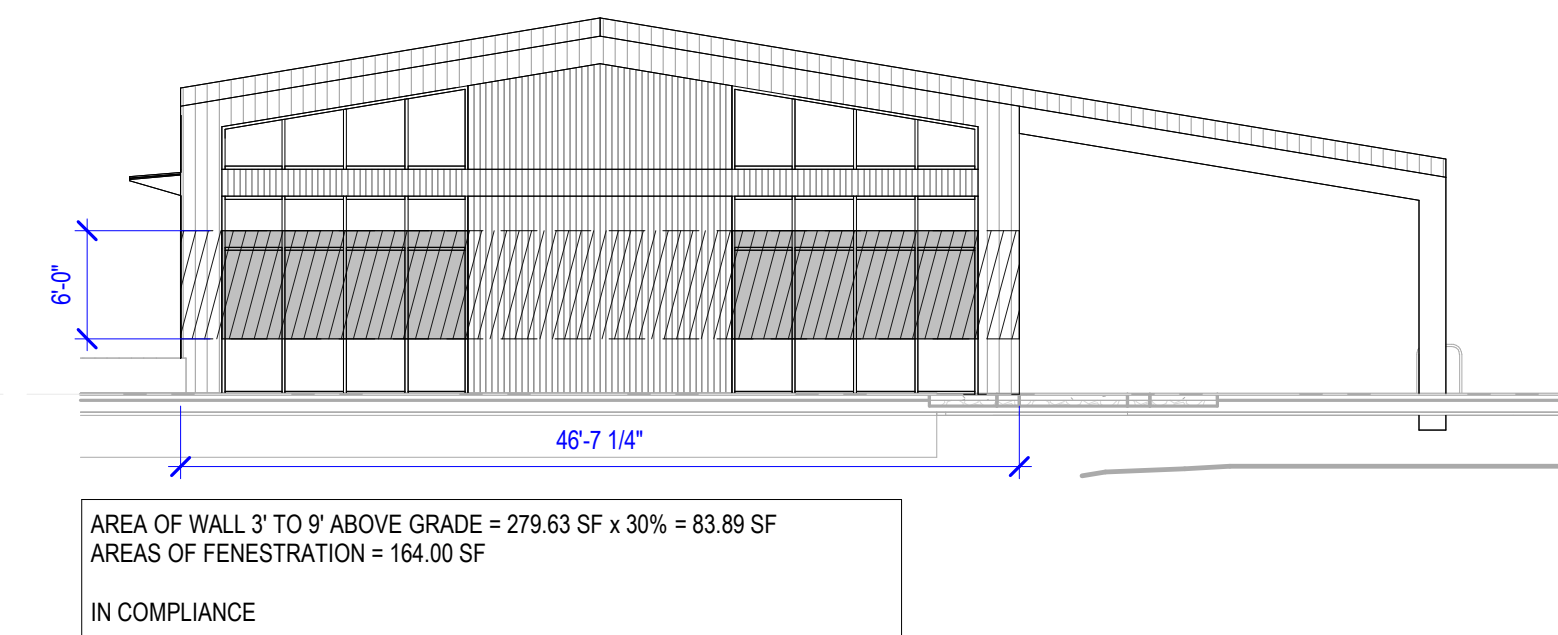 6'-0"
46'-7 1/4"
AREA OF WALL 3' TO 9' ABOVE GRADE = 279.63 SF x 30% = 83.89 SF
AREAS OF FENESTRATION = 164.00 SF
IN COMPLIANCE